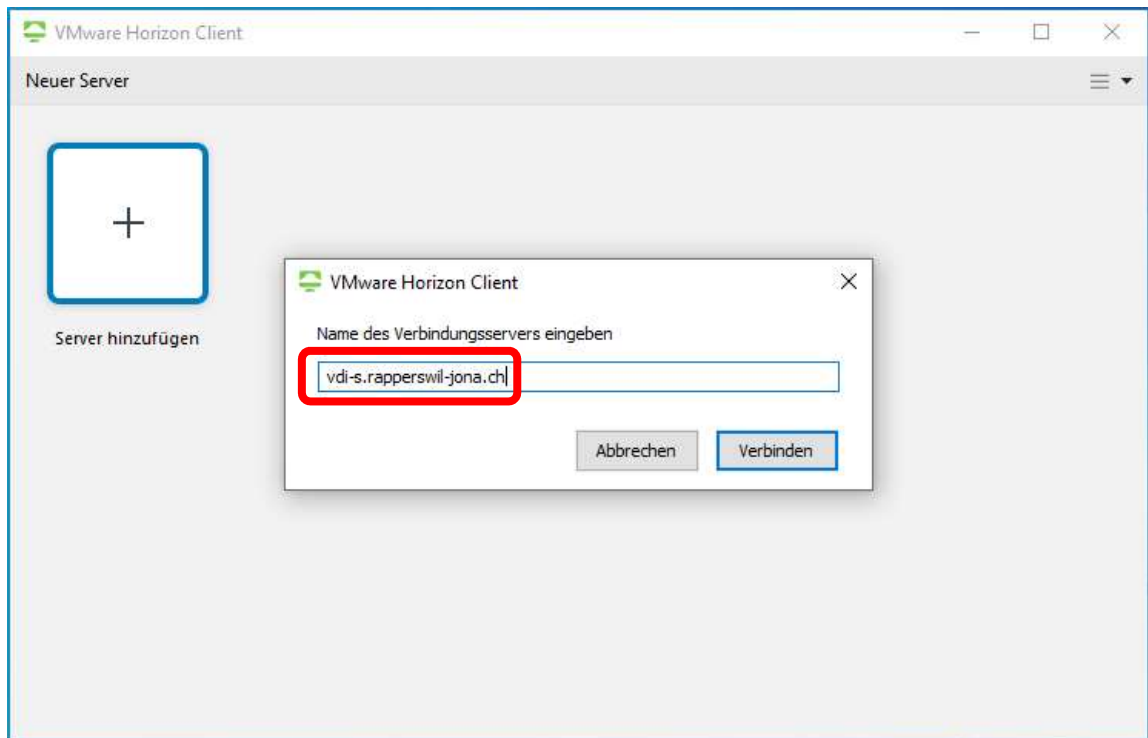 VMware Horizon Client
Neuer Server
Server hinzufügen
VMware Horizon Client
Name des Verbindungsservers eingeben
vdi-s.rapperswil-jona.ch
Abbrechen Verbinden